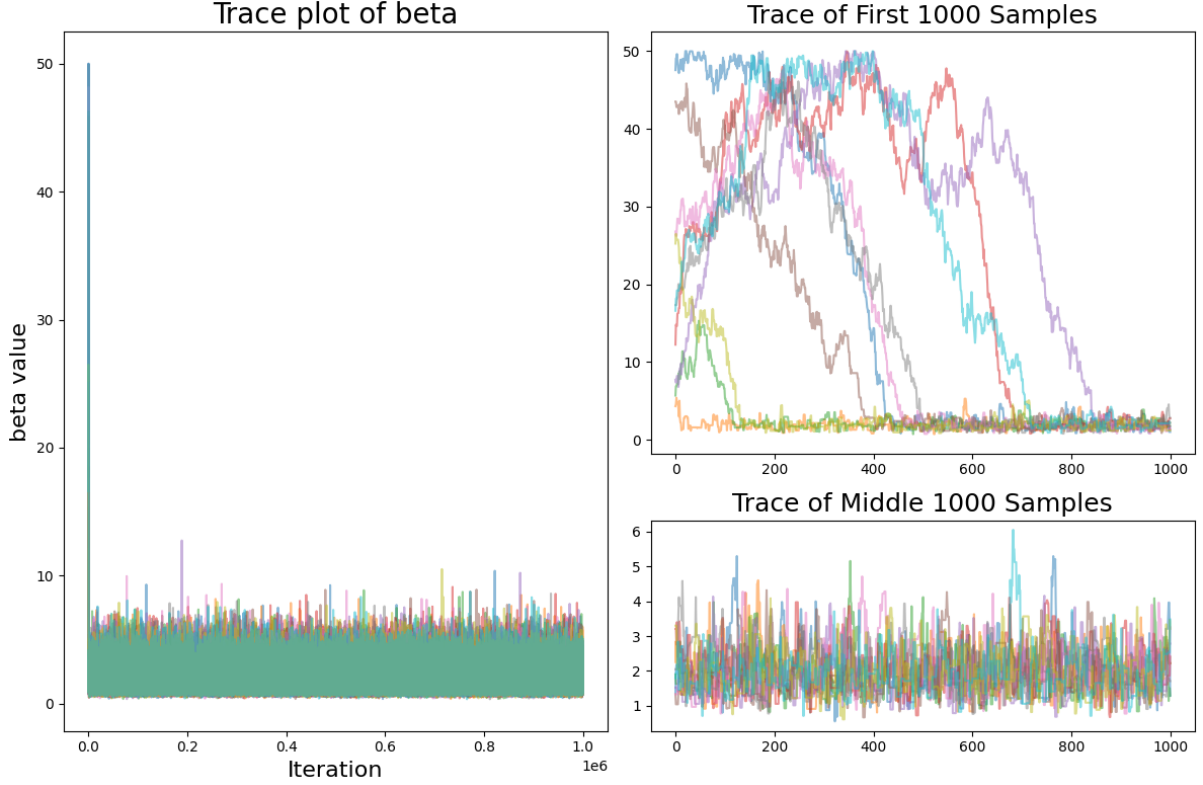 Trace plot of beta
beta value
50
40
30
20
10
0
0.0 0.2 0.4 0.6 0.8 1.0
1e6
Iteration
Trace of First 1000 Samples
50
40
30
20
10
0
0 200 400 600 800 1000
Trace of Middle 1000 Samples
6
5
4
3
2
1
0 200 400 600 800 1000